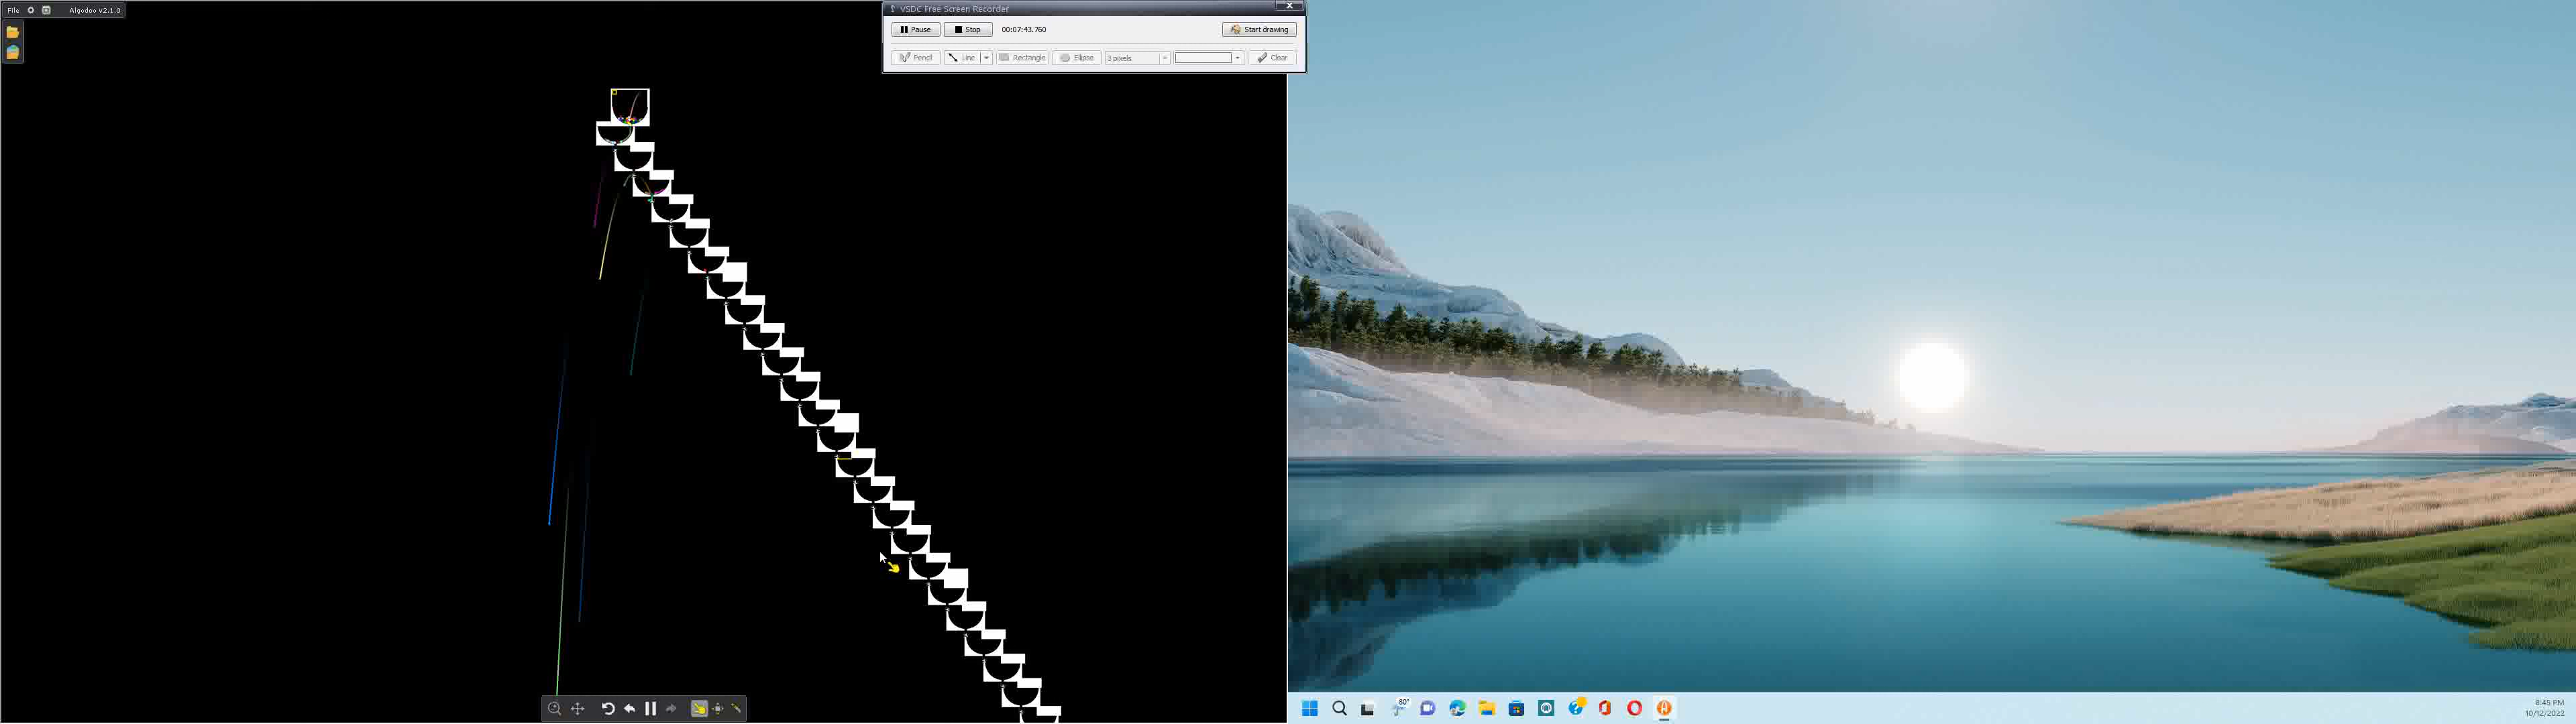 File
Algodoo v2.1.0
VSDC Free Screen Recorder
Pause
Stop
00:07:43.760
Start drawing
Pencil
Line
Rectangle
Ellipse
3 pixels
Clear
80°
8:45 PM
10/12/2022